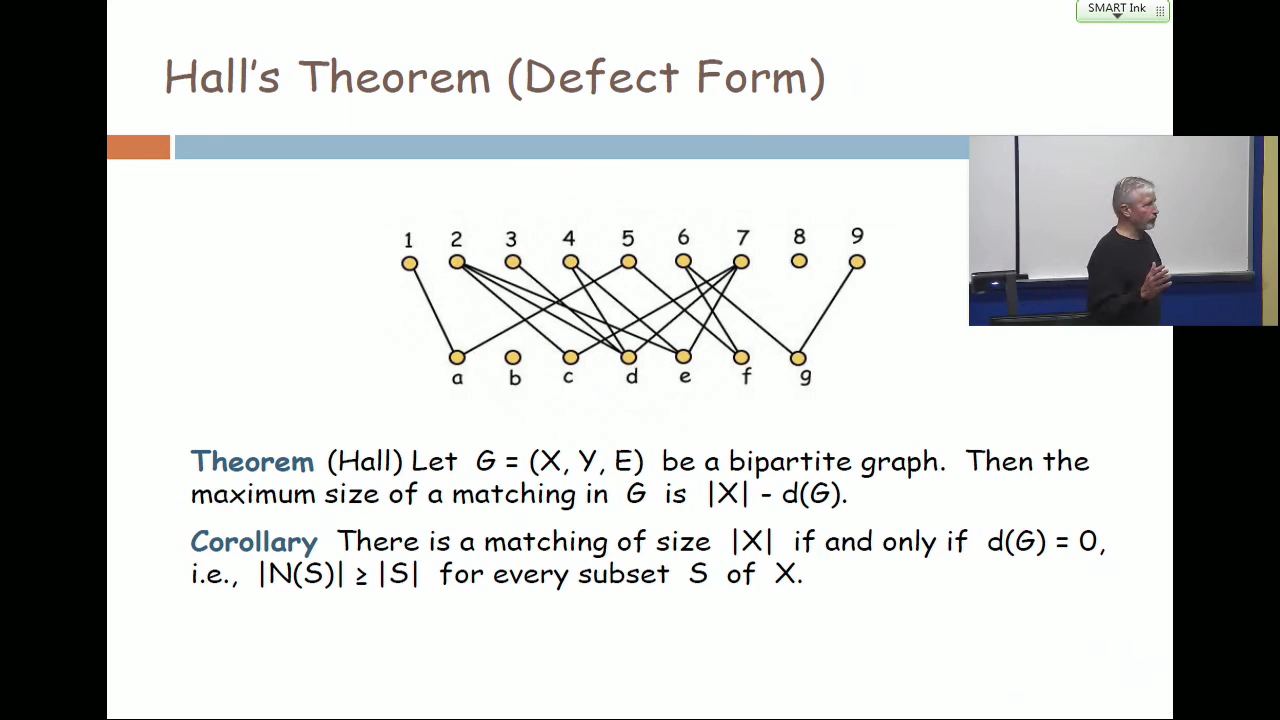 SMART Ink
Hall's Theorem (Defect Form)
1 2 3 4 5 6 7 8 9
a b c d e f g
Theorem (Hall) Let G = (X, Y, E) be a bipartite graph. Then the
maximum size of a matching in G is |X| - d(G).
Corollary There is a matching of size |X| if and only if d(G) = 0,
i.e., |N(S)| ≥ |S| for every subset S of X.